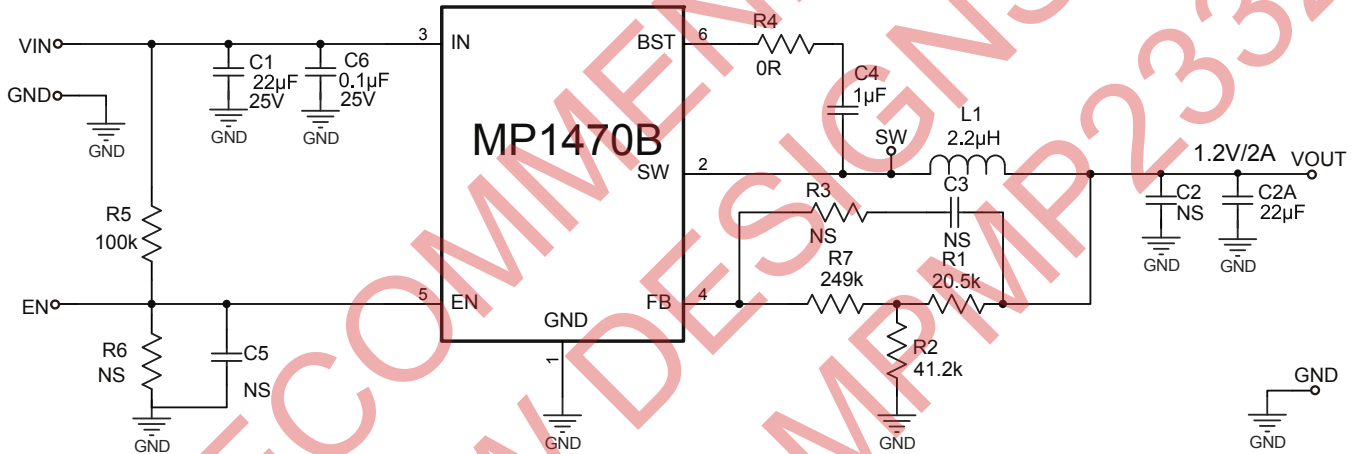 VIN
GND
GND
C1
22µF
25V
GND
C6
0.1µF
25V
GND
R5
100k
EN
R6
NS
C5
NS
GND
3
IN
BST
6
MP1470B
SW
2
5
EN
FB
4
GND
1
GND
R4
0R
C4
1µF
SW
L1
2.2µH
1.2V/2A
VOUT
R3
NS
C3
NS
C2
NS
GND
C2A
22µF
GND
R7
249k
R1
20.5k
R2
41.2k
GND
GND
GND